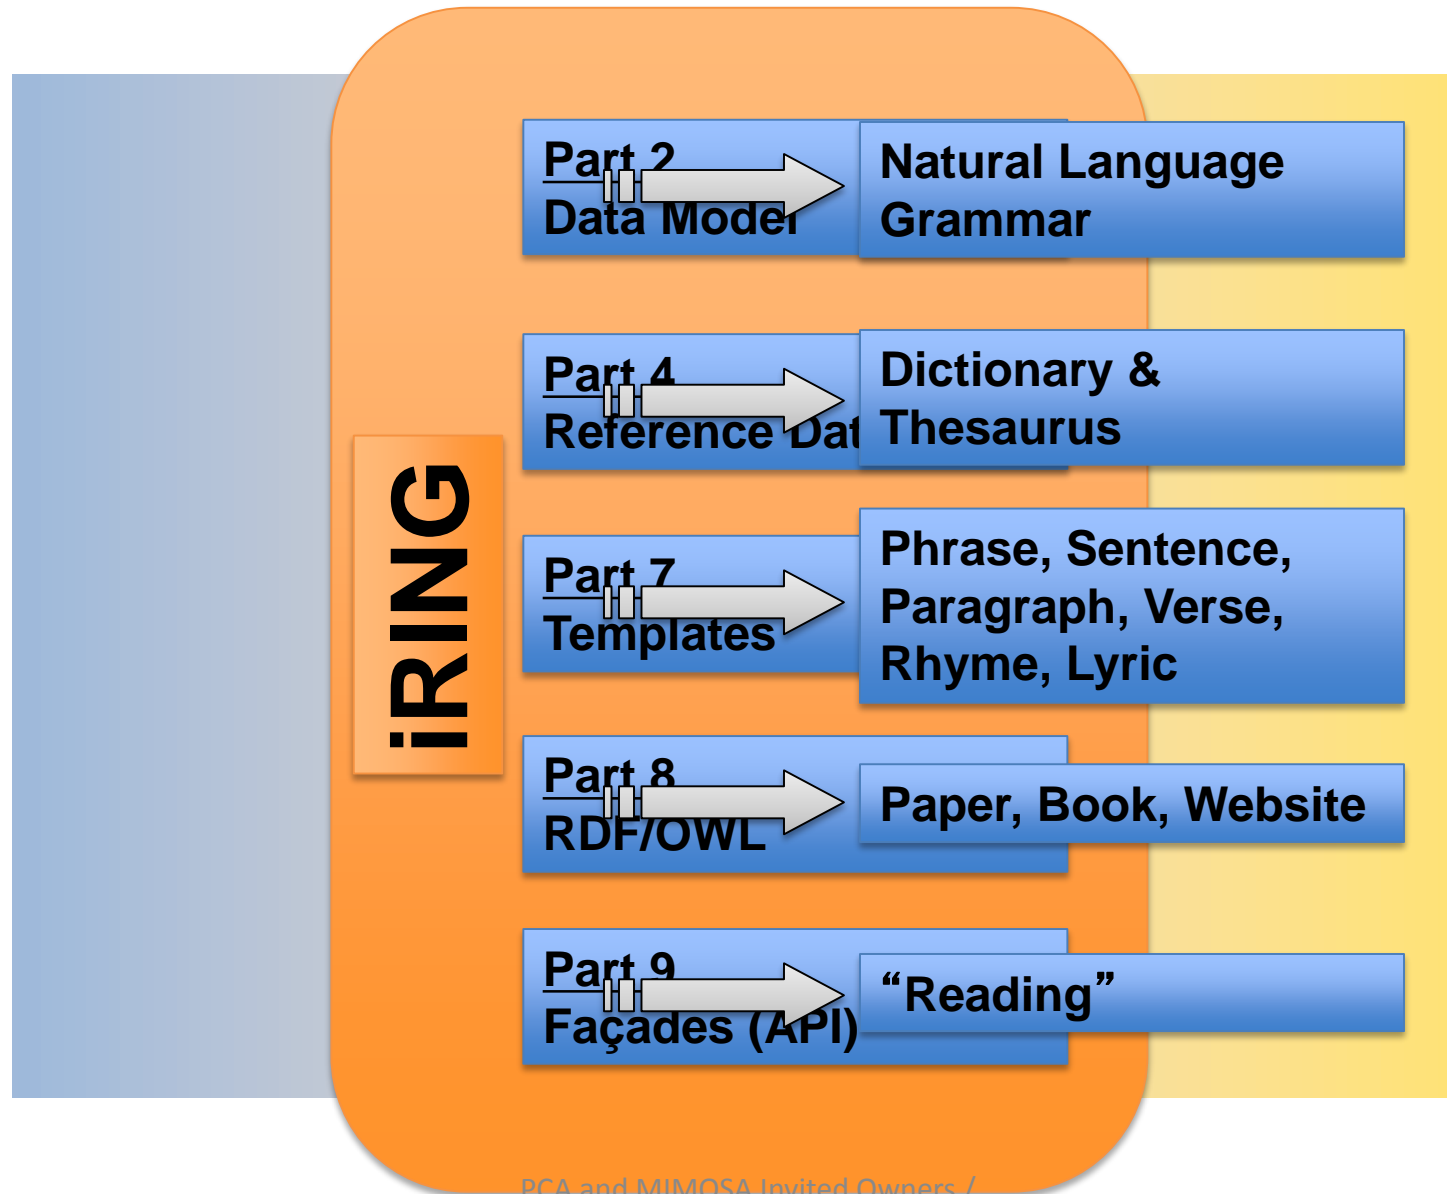 iRING
Part 2
Data Model
Natural Language
Grammar
Part 4
Reference Dat
Dictionary &
Thesaurus
Part 7
Templates
Phrase, Sentence,
Paragraph, Verse,
Rhyme, Lyric
Part 8
RDF/OWL
Paper, Book, Website
Part 9
Façades (API)
“Reading”
PCA and MIMOSA Invited Owners /